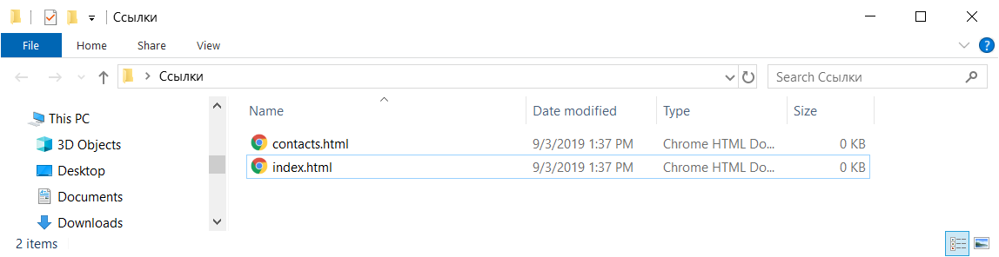 Ссылки
File Home Share View
Ссылки Search Ссылки
This PC
3D Objects
Desktop
Documents
Downloads
Name Date modified Type Size
contacts.html 9/3/2019 1:37 PM Chrome HTML Do... 0 KB
index.html 9/3/2019 1:37 PM Chrome HTML Do... 0 KB
2 items